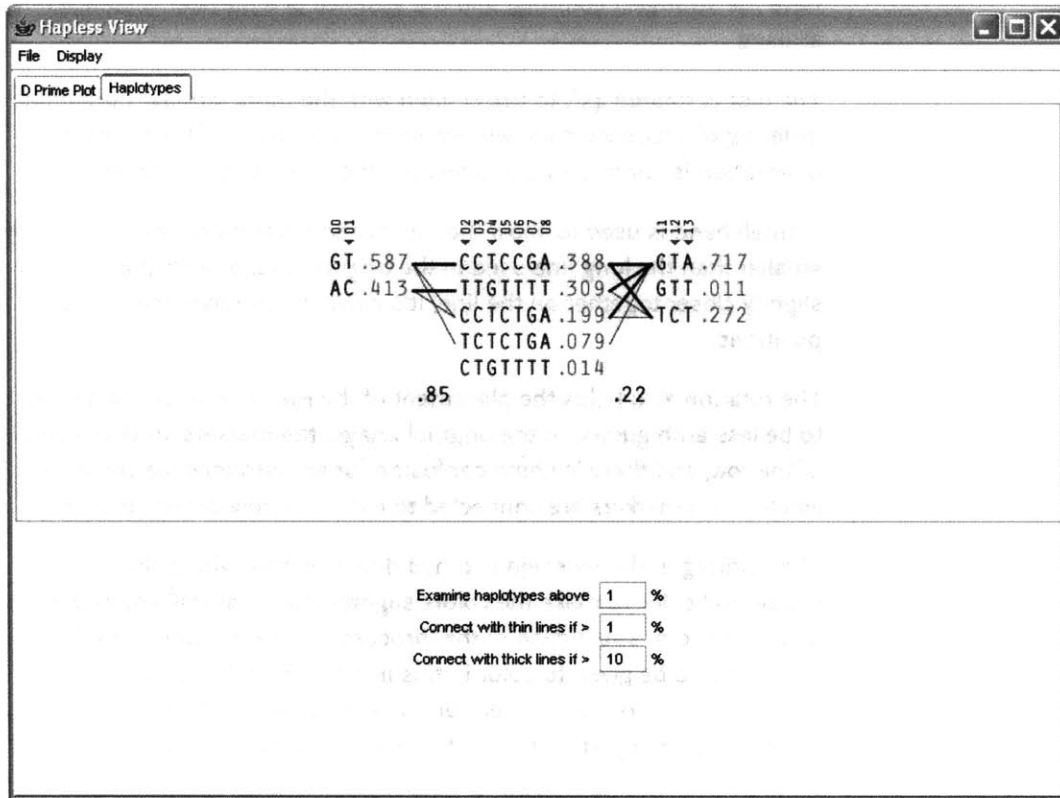 Hapless View
File Display
D Prime Plot Haplotypes
00 01 02 03 04 05 06 07 08 11 12 13
GT .587 CCTCCGA .388 GTA .717
AC .413 TTGTTTT .309 GTT .011
CCTCTGA .199 TCT .272
TCTCTGA .079
CTGTTTT .014
.85 .22
Examine haplotypes above 1 %
Connect with thin lines if > 1 %
Connect with thick lines if > 10 %